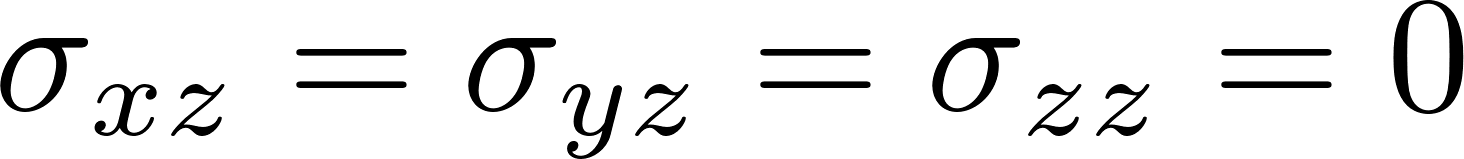 σ_{xz} = σ_{yz} = σ_{zz} = 0